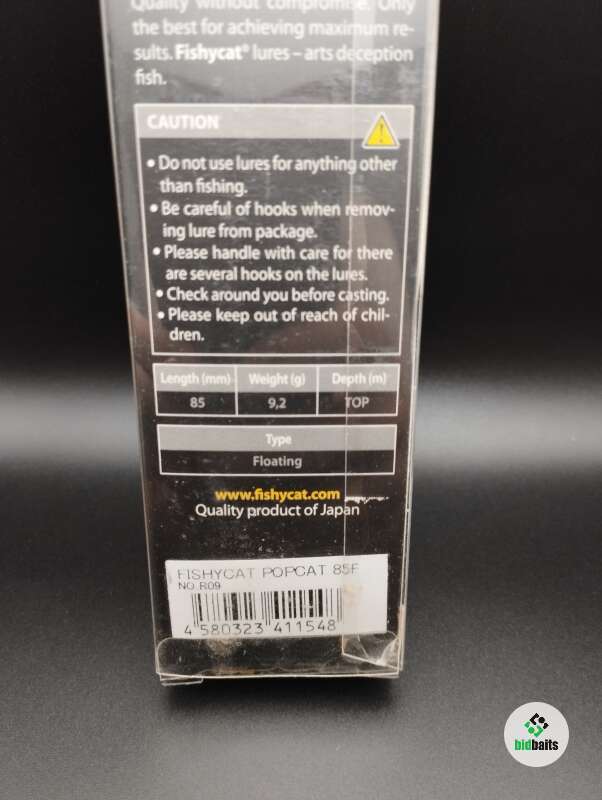 Quality without compromise. Only
the best for achieving maximum re-
sults. Fishycat® lures – arts deception
fish.
CAUTION
• Do not use lures for anything other
than fishing.
• Be careful of hooks when remov-
ing lure from package.
• Please handle with care for there
are several hooks on the lures.
• Check around you before casting.
• Please keep out of reach of chil-
dren.
Length (mm) Weight (g) Depth (m)
85 9,2 TOP
Type
Floating
www.fishycat.com
Quality product of Japan
FISHYCAT POPCAT 85F
NO.R09
4 580323 411548
bidbaits